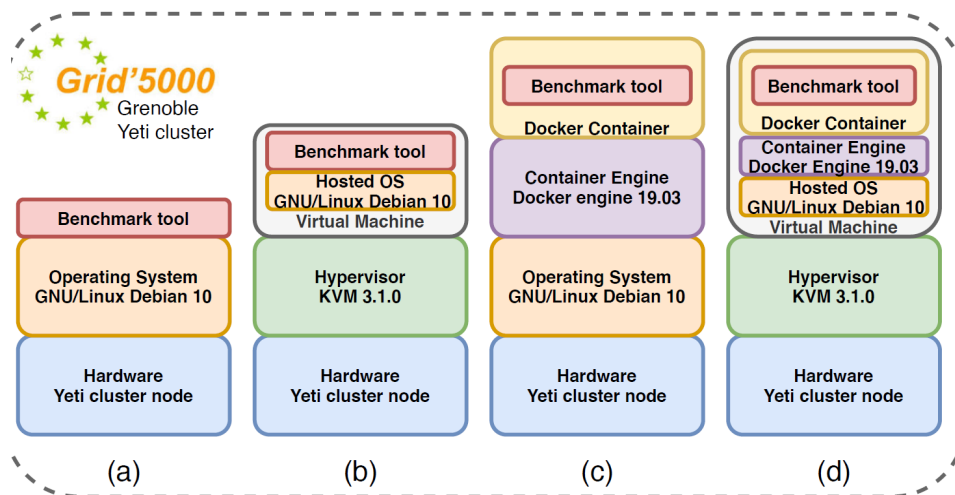 Grid'5000
Grenoble
Yeti cluster
Benchmark tool
Operating System
GNU/Linux Debian 10
Hardware
Yeti cluster node
(a)
Benchmark tool
Hosted OS
GNU/Linux Debian 10
Virtual Machine
Hypervisor
KVM 3.1.0
Hardware
Yeti cluster node
(b)
Benchmark tool
Docker Container
Container Engine
Docker engine 19.03
Operating System
GNU/Linux Debian 10
Hardware
Yeti cluster node
(c)
Benchmark tool
Docker Container
Container Engine
Docker Engine 19.03
Hosted OS
GNU/Linux Debian 10
Virtual Machine
Hypervisor
KVM 3.1.0
Hardware
Yeti cluster node
(d)